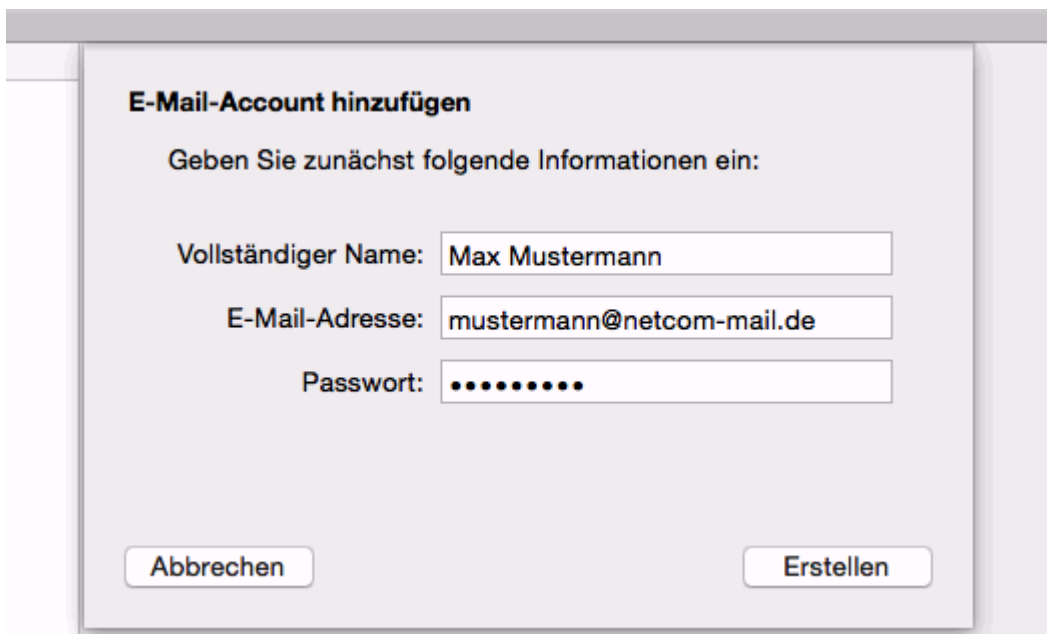 E-Mail-Account hinzufügen
Geben Sie zunächst folgende Informationen ein:
Vollständiger Name: Max Mustermann
E-Mail-Adresse: mustermann@netcom-mail.de
Passwort: •••••••••
Abbrechen Erstellen